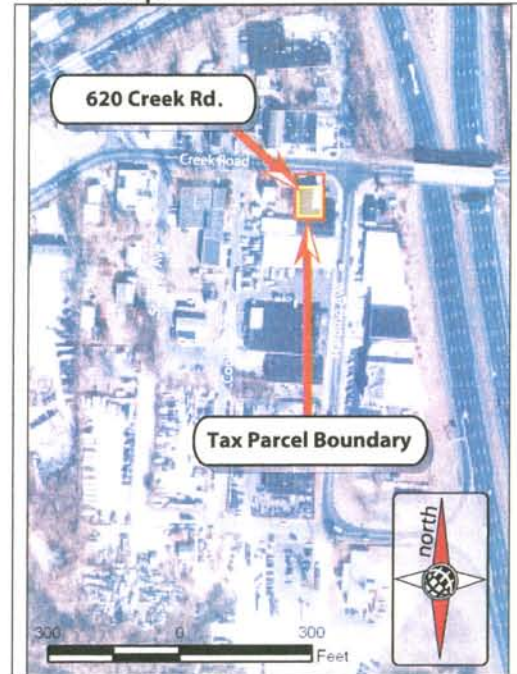 620 Creek Rd.
Creek Road
Tax Parcel Boundary
north
300 0 300
Feet